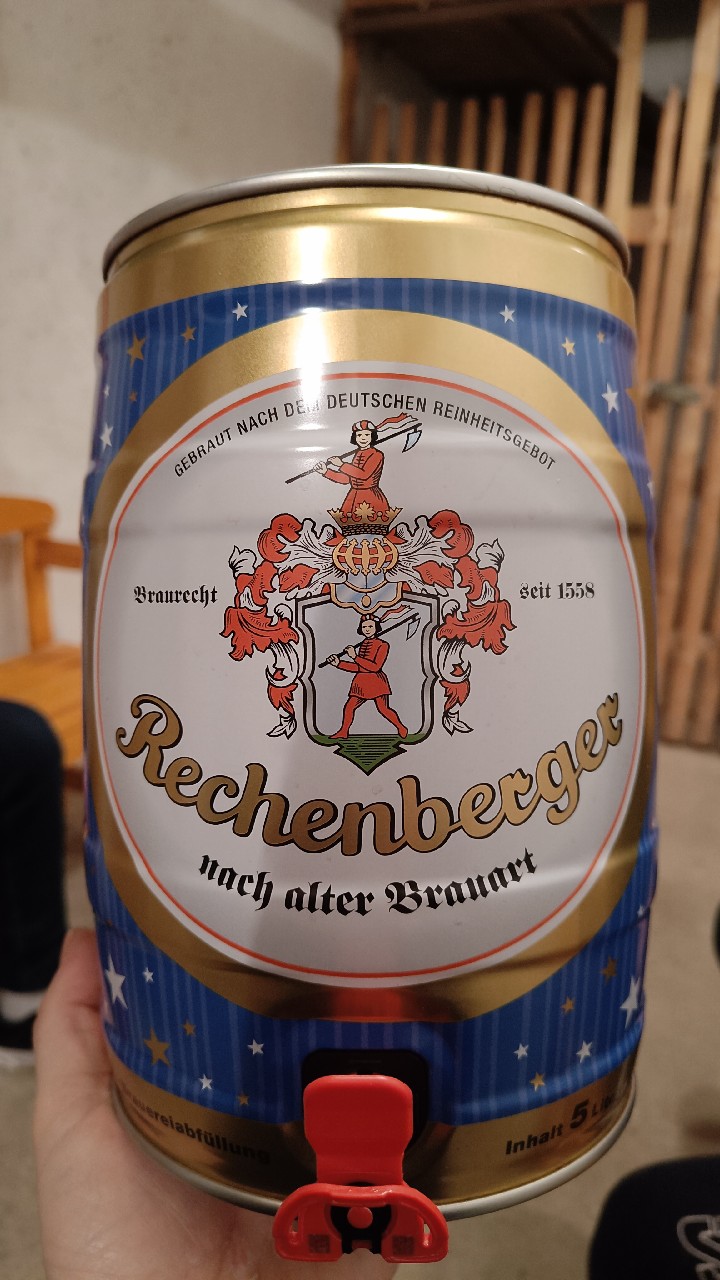 GEBRAUT NACH DEM DEUTSCHEN REINHEITSGEBOT
Braurecht
seit 1558
Rechenberger
nach alter Brauart
Inhalt 5